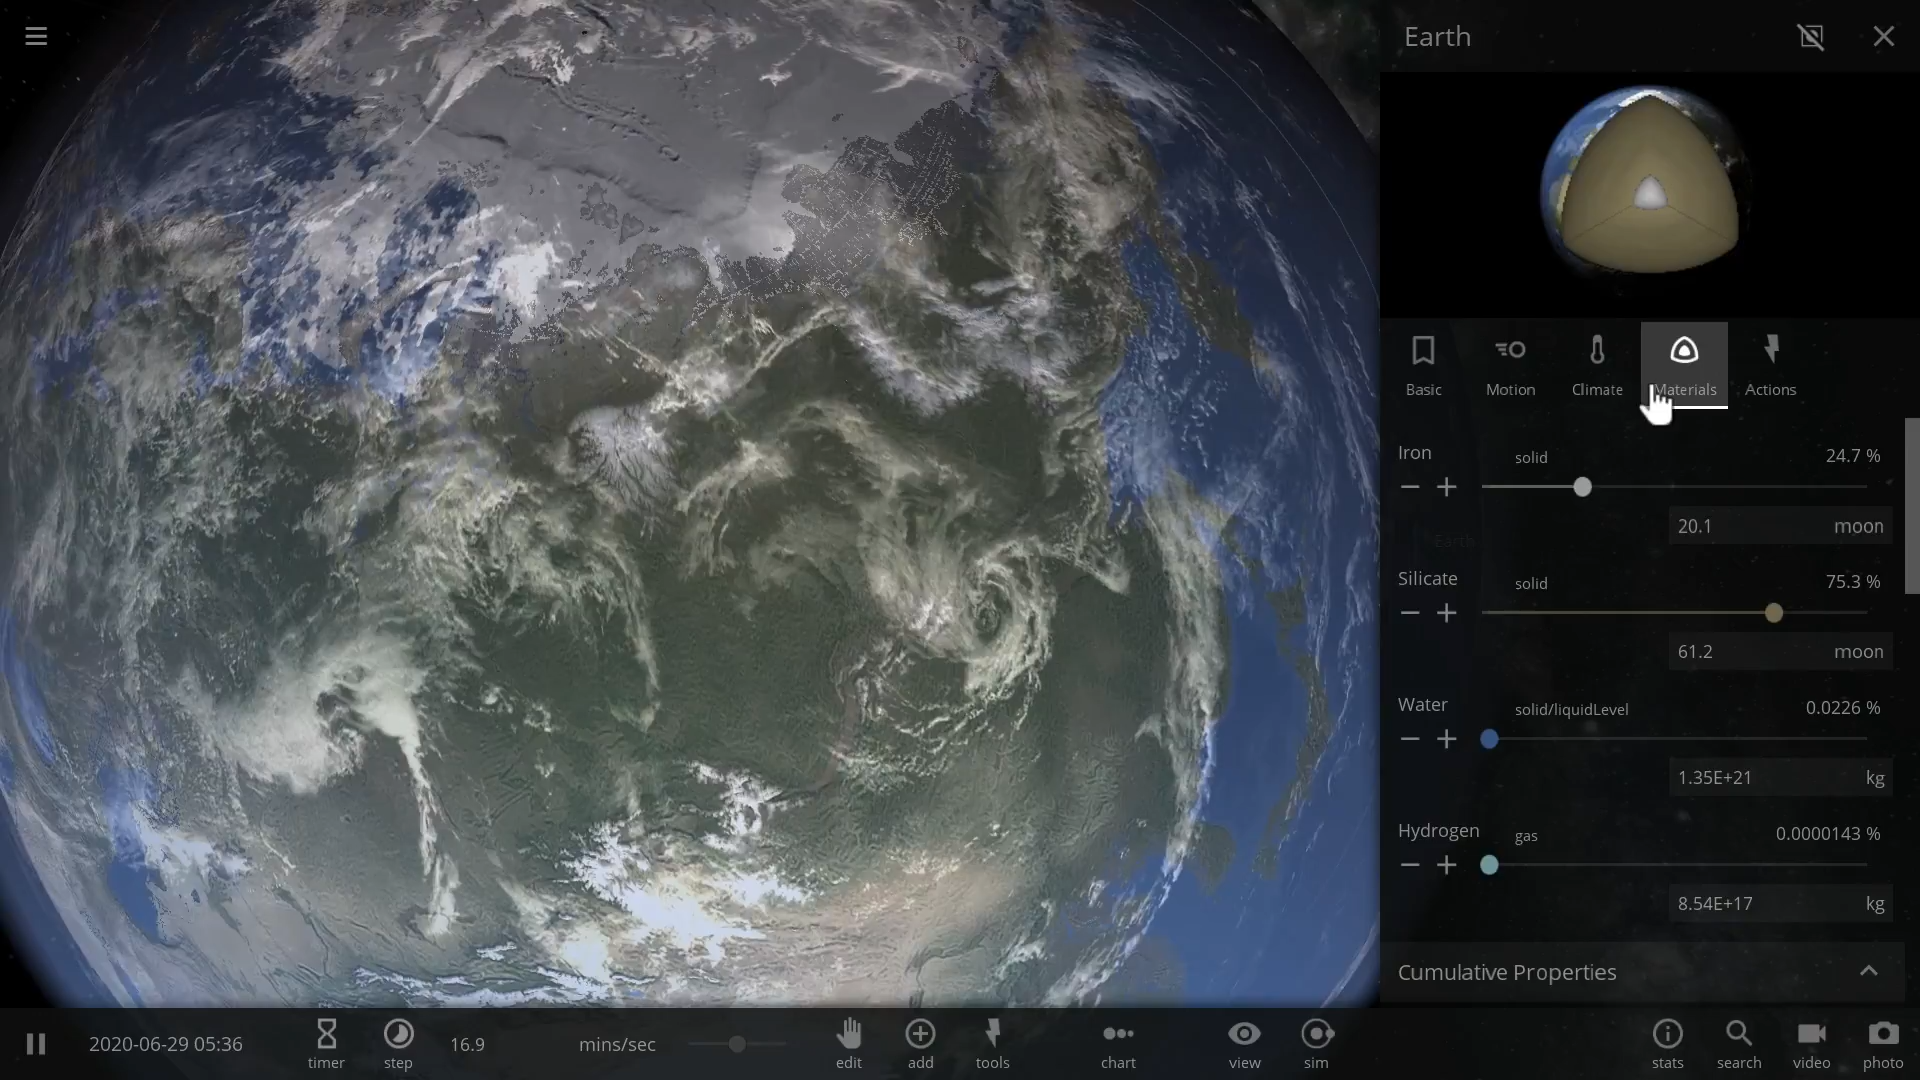 Earth
Basic
Motion
Climate
Materials
Actions
Iron
solid
24.7 %
20.1
moon
Earth
Silicate
solid
75.3 %
61.2
moon
Water
solid/liquidLevel
0.0226 %
1.35E+21
kg
Hydrogen
gas
0.0000143 %
8.54E+17
kg
Cumulative Properties
2020-06-29 05:36
timer
step
16.9
mins/sec
edit
add
tools
chart
view
sim
stats
search
video
photo